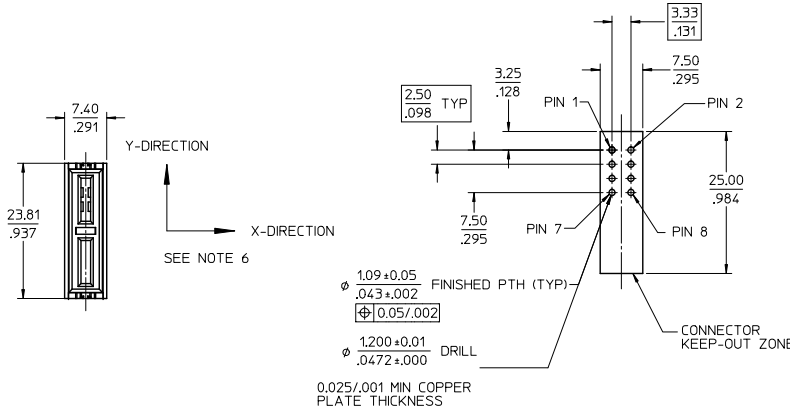 7.40
.291
Y-DIRECTION
X-DIRECTION
SEE NOTE 6
23.81
.937
3.33
.131
7.50
.295
3.25
.128
2.50
.098
TYP
PIN 1
PIN 2
25.00
.984
7.50
.295
PIN 7
PIN 8
⌀ 1.09 ±0.05
.043 ±.002
FINISHED PTH (TYP)
⌖ 0.05/.002
⌀ 1.200 ±0.01
.0472 ±.000
DRILL
CONNECTOR
KEEP-OUT ZONE
0.025/.001 MIN COPPER
PLATE THICKNESS